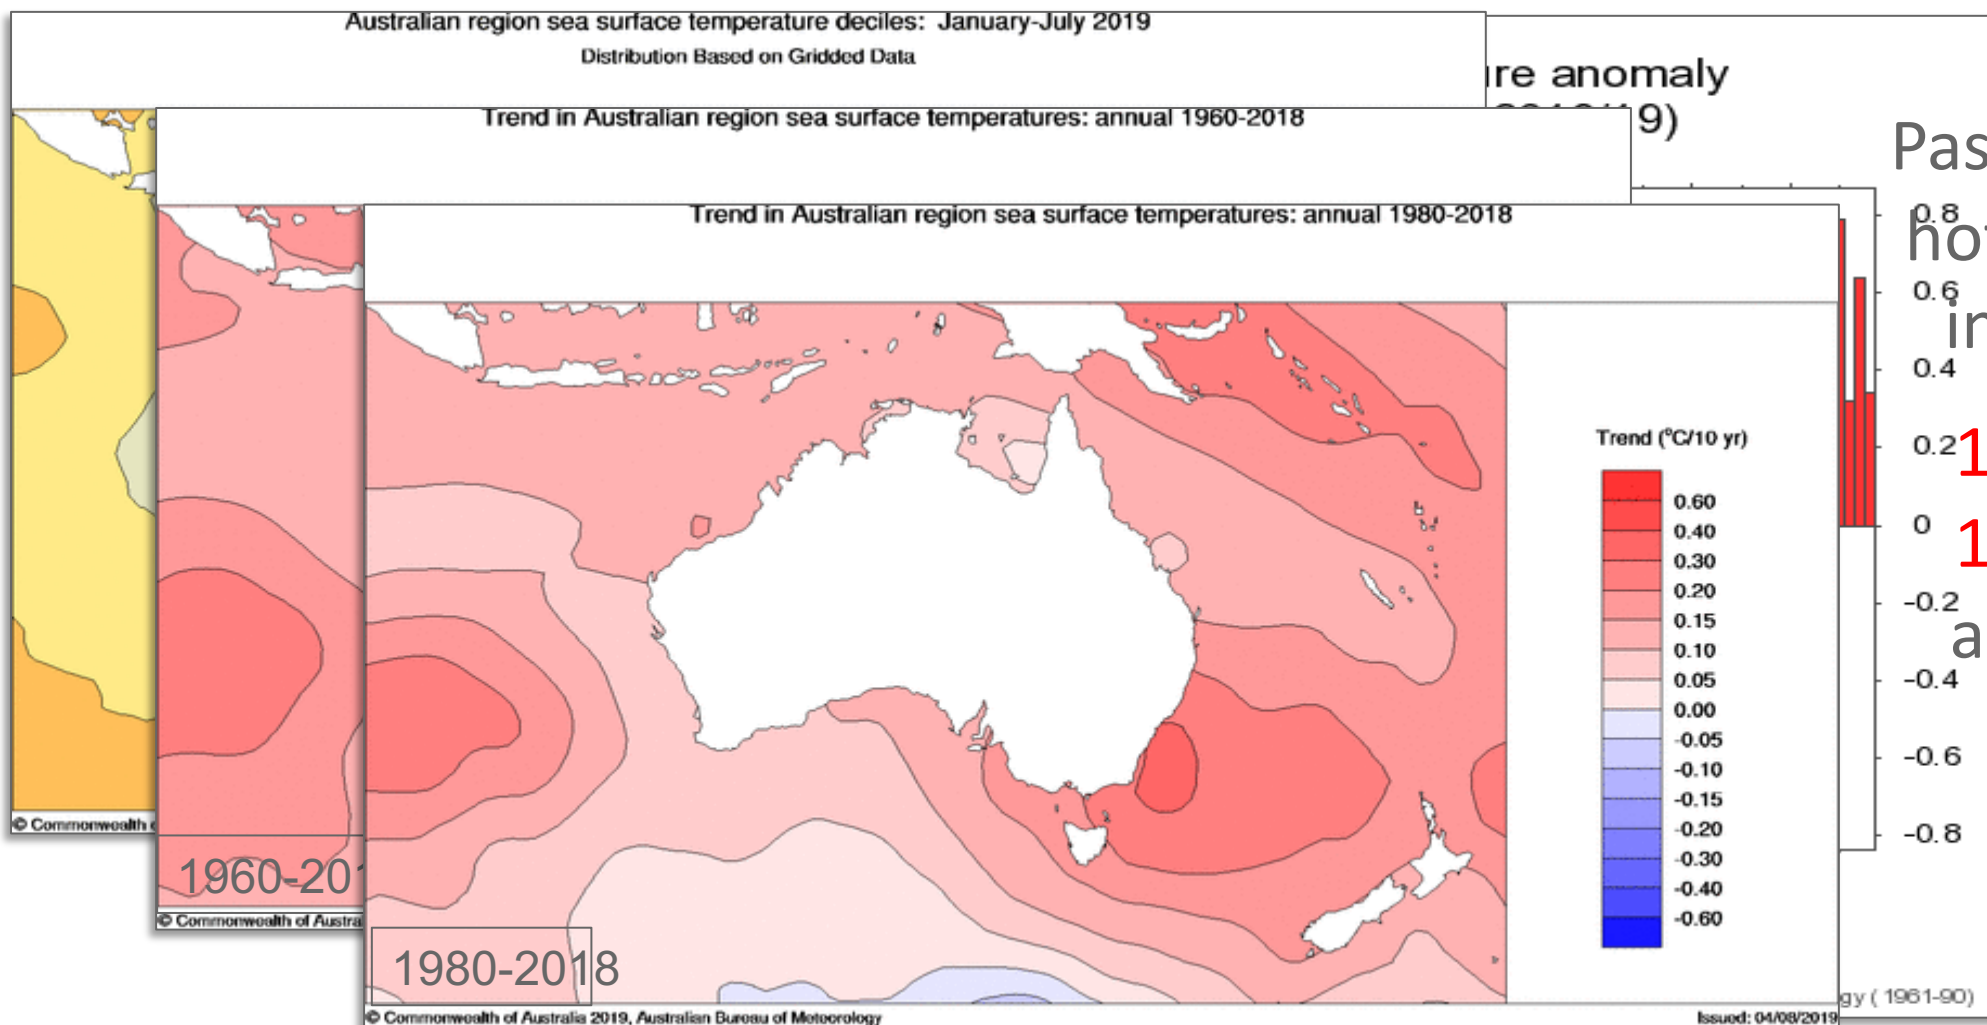 Australian region sea surface temperature deciles: January-July 2019
Distribution Based on Gridded Data
anomaly
9)
Trend in Australian region sea surface temperatures: annual 1960-2018
Trend in Australian region sea surface temperatures: annual 1980-2018
0.8
0.6
0.4
0.2
0
-0.2
-0.4
-0.6
-0.8
1
1
a
Trend (°C/10 yr)
0.60
0.40
0.30
0.20
0.15
0.10
0.05
0.00
-0.05
-0.10
-0.15
-0.20
-0.30
-0.40
-0.60
© Commonwealth
1960-201
© Commonwealth of Austra
1980-2018
gy ( 1961-90)
© Commonwealth of Australia 2019, Australian Bureau of Meteorology
Issued: 04/08/2019